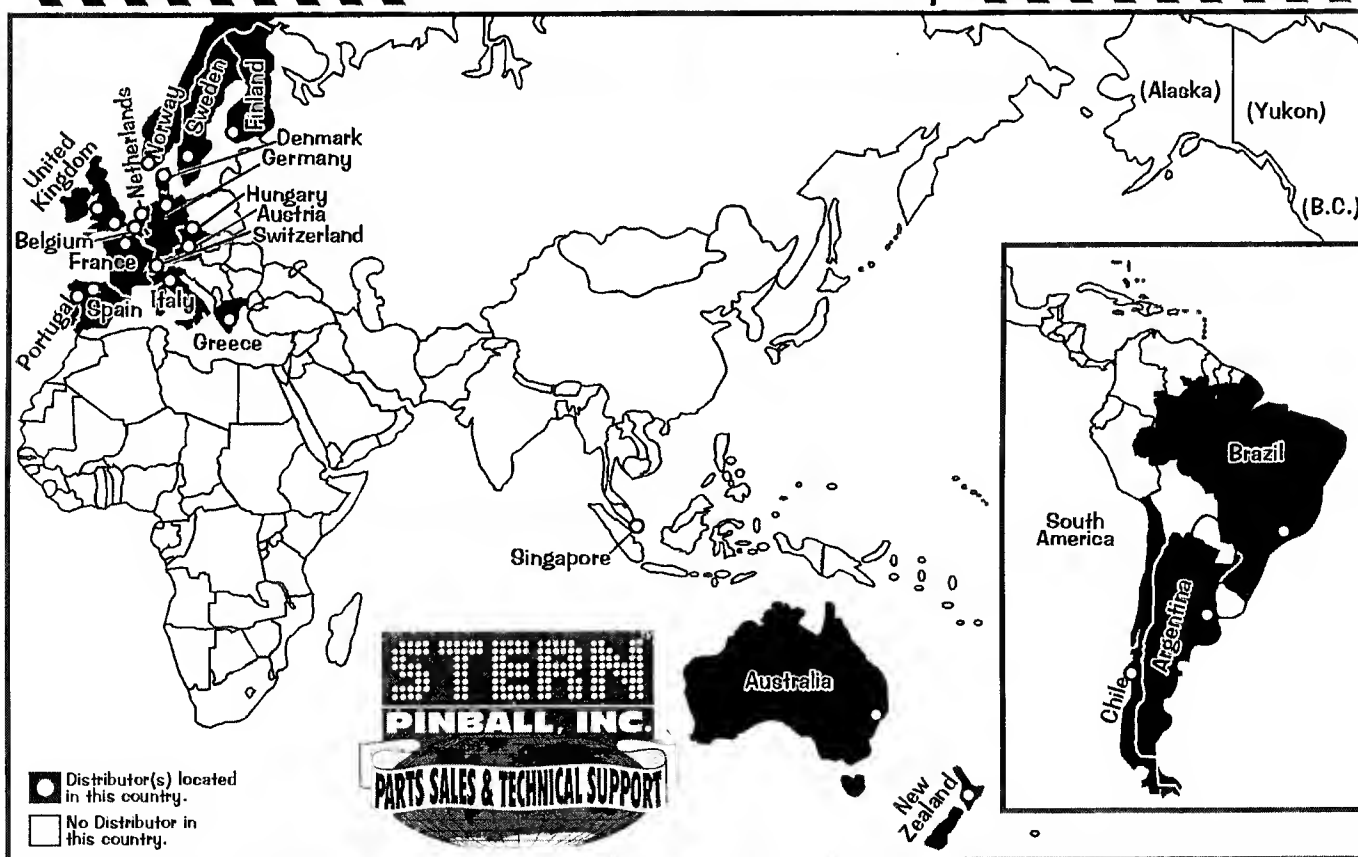 (Alaska)
(Yukon)
(B.C.)
Norway
Sweden
Finland
Netherlands
United
Kingdom
Denmark
Germany
Hungary
Austria
Switzerland
Belgium
France
Portugal
Spain
Italy
Greece
Singapore
South
America
Brazil
Argentina
Chile
Australia
New
Zealand
STERN
PINBALL, INC.
PARTS SALES & TECHNICAL SUPPORT
Distributor(s) located
in this country.
No Distributor in
this country.